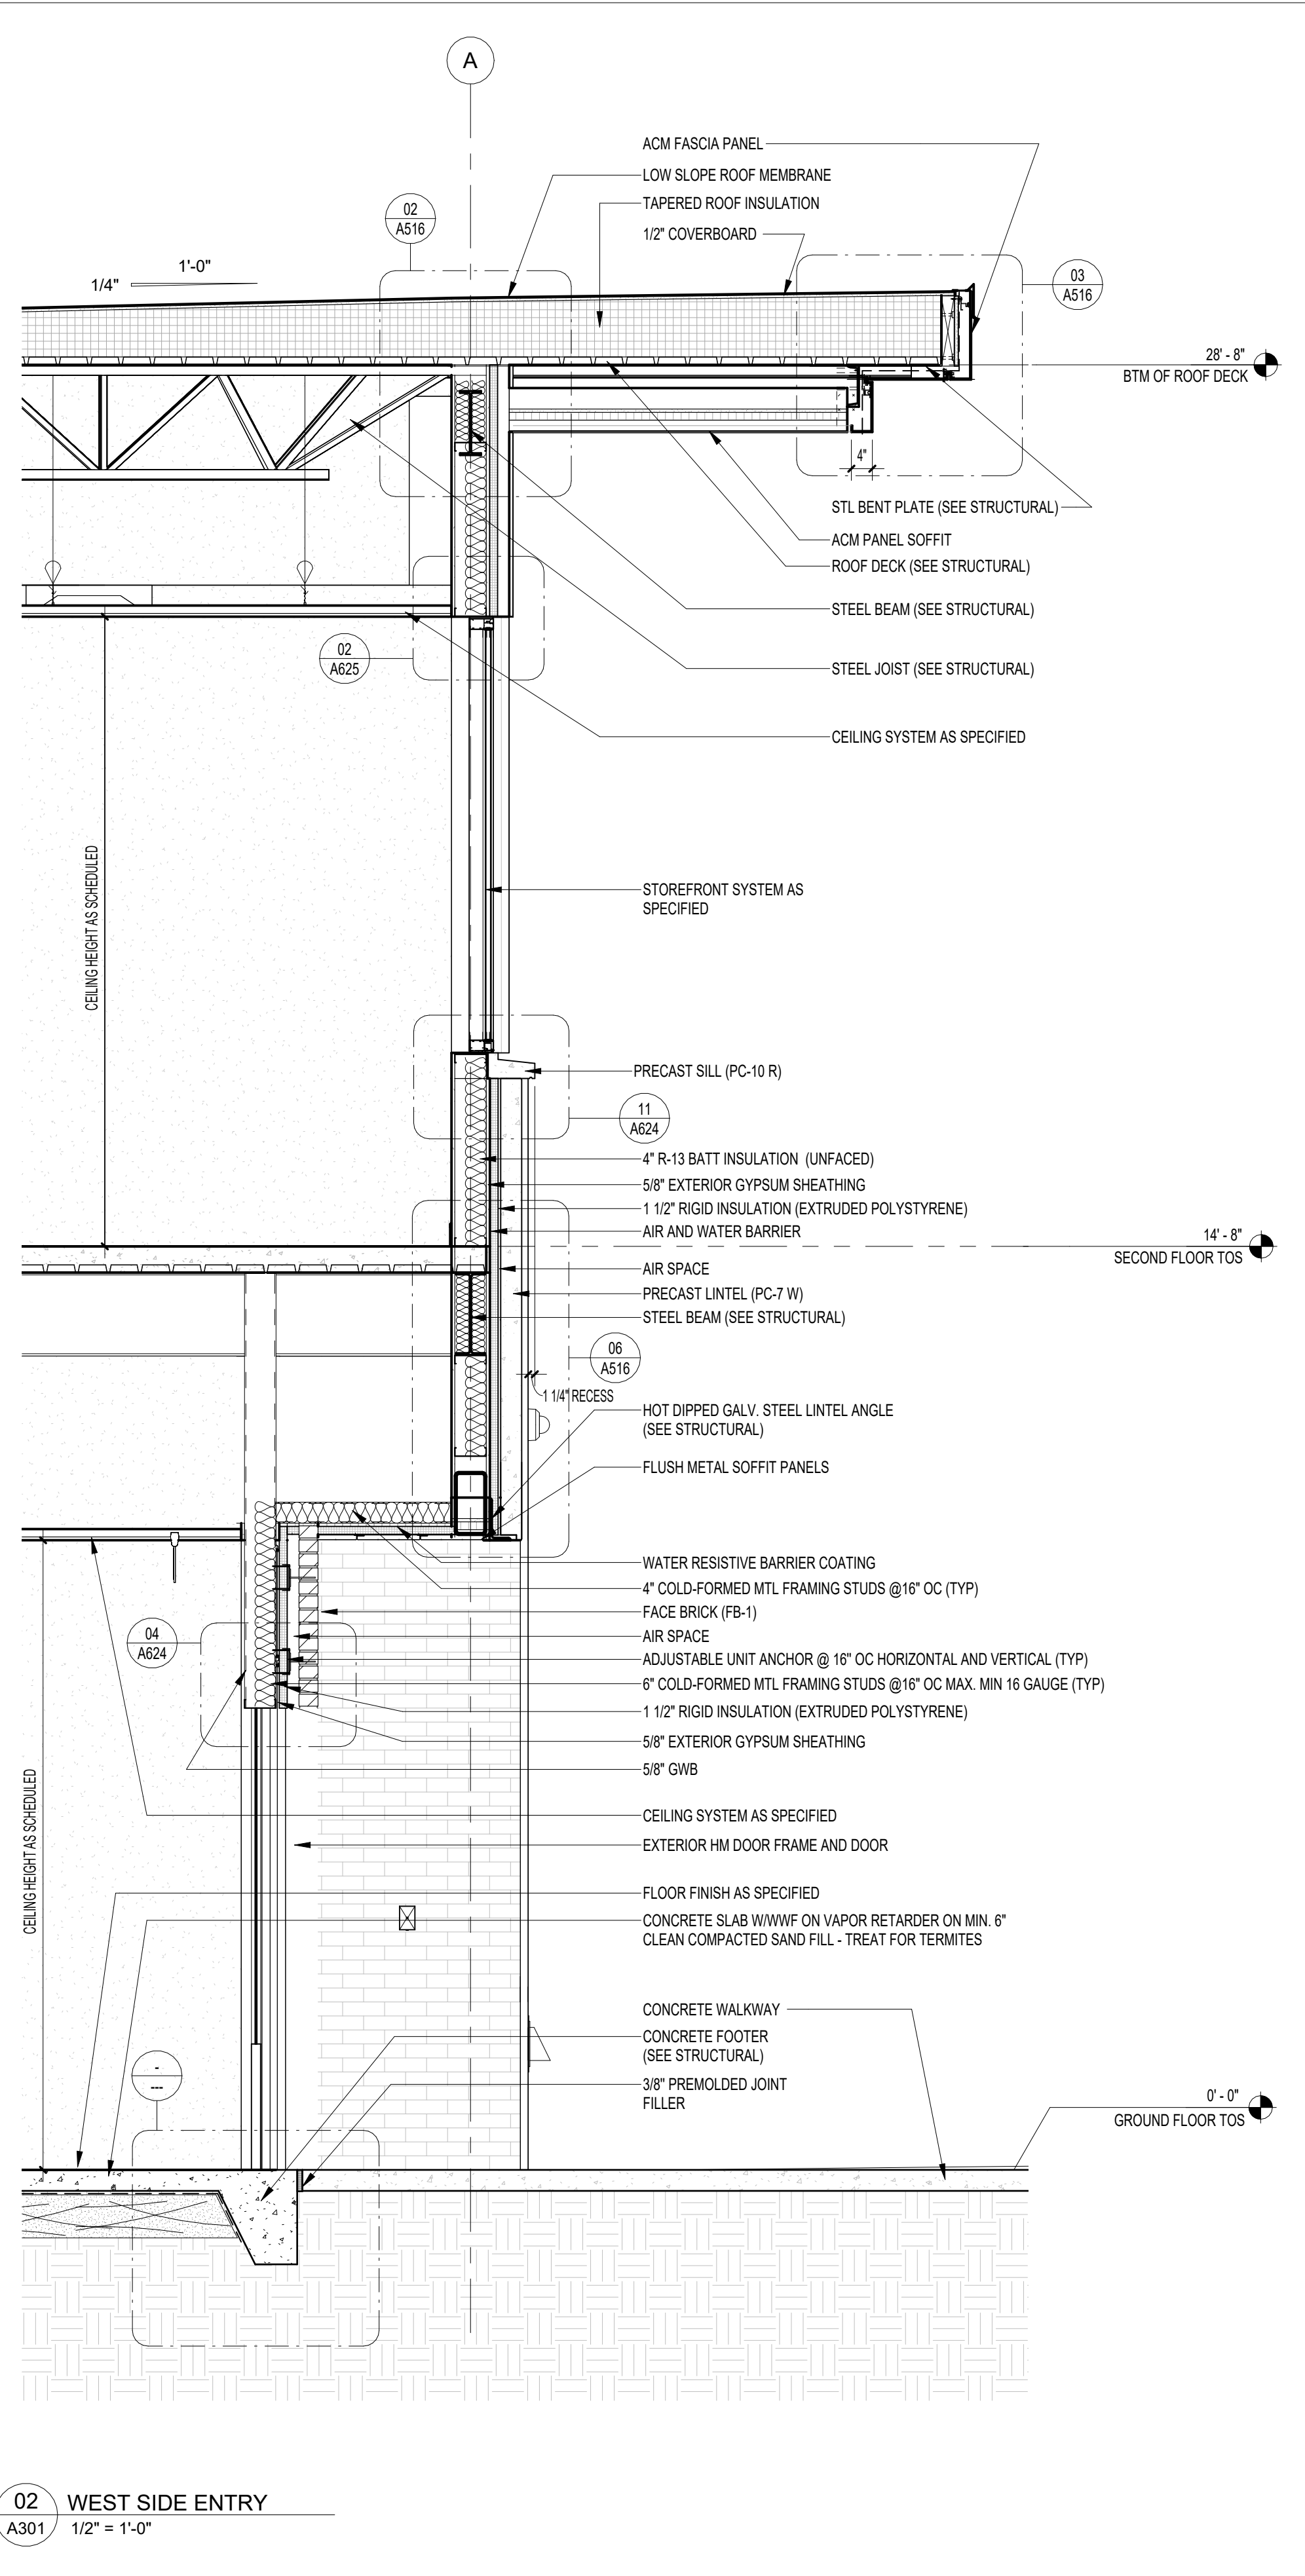 A
ACM FASCIA PANEL
LOW SLOPE ROOF MEMBRANE
TAPERED ROOF INSULATION
1/2" COVERBOARD
02
A516
1'-0"
1/4"
03
A516
28' - 8"
BTM OF ROOF DECK
4"
STL BENT PLATE (SEE STRUCTURAL)
ACM PANEL SOFFIT
ROOF DECK (SEE STRUCTURAL)
STEEL BEAM (SEE STRUCTURAL)
02
A625
STEEL JOIST (SEE STRUCTURAL)
CEILING SYSTEM AS SPECIFIED
CEILING HEIGHT AS SCHEDULED
STOREFRONT SYSTEM AS
SPECIFIED
PRECAST SILL (PC-10 R)
11
A624
4" R-13 BATT INSULATION (UNFACED)
5/8" EXTERIOR GYPSUM SHEATHING
1 1/2" RIGID INSULATION (EXTRUDED POLYSTYRENE)
AIR AND WATER BARRIER
14' - 8"
SECOND FLOOR TOS
AIR SPACE
PRECAST LINTEL (PC-7 W)
STEEL BEAM (SEE STRUCTURAL)
06
A516
1 1/4" RECESS
HOT DIPPED GALV. STEEL LINTEL ANGLE
(SEE STRUCTURAL)
FLUSH METAL SOFFIT PANELS
WATER RESISTIVE BARRIER COATING
4" COLD-FORMED MTL FRAMING STUDS @16" OC (TYP)
FACE BRICK (FB-1)
04
A624
AIR SPACE
ADJUSTABLE UNIT ANCHOR @ 16" OC HORIZONTAL AND VERTICAL (TYP)
6" COLD-FORMED MTL FRAMING STUDS @16" OC MAX. MIN 16 GAUGE (TYP)
1 1/2" RIGID INSULATION (EXTRUDED POLYSTYRENE)
5/8" EXTERIOR GYPSUM SHEATHING
5/8" GWB
CEILING HEIGHT AS SCHEDULED
CEILING SYSTEM AS SPECIFIED
EXTERIOR HM DOOR FRAME AND DOOR
FLOOR FINISH AS SPECIFIED
CONCRETE SLAB W/WWF ON VAPOR RETARDER ON MIN. 6"
CLEAN COMPACTED SAND FILL - TREAT FOR TERMITES
CONCRETE WALKWAY
CONCRETE FOOTER
(SEE STRUCTURAL)
-
---
3/8" PREMOLDED JOINT
FILLER
0' - 0"
GROUND FLOOR TOS
02
A301
WEST SIDE ENTRY
1/2" = 1'-0"